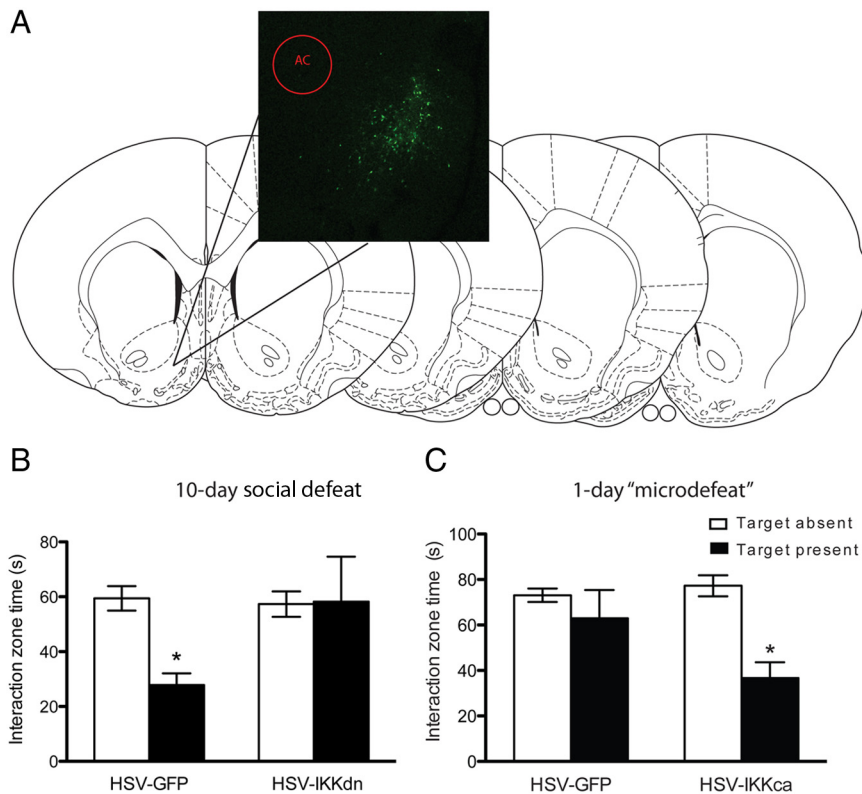 A
AC
B
10-day social defeat
Interaction zone time (s)
80
60
40
20
0
*
HSV-GFP
HSV-IKKdn
C
1-day “microdefeat”
Target absent
Target present
Interaction zone time (s)
100
80
60
40
20
0
*
HSV-GFP
HSV-IKKca